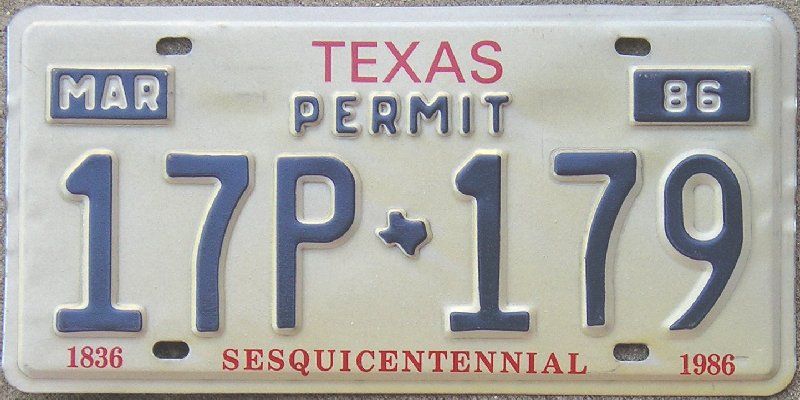 TEXAS
MAR 86
PERMIT
17P 179
1836 SESQUICENTENNIAL 1986